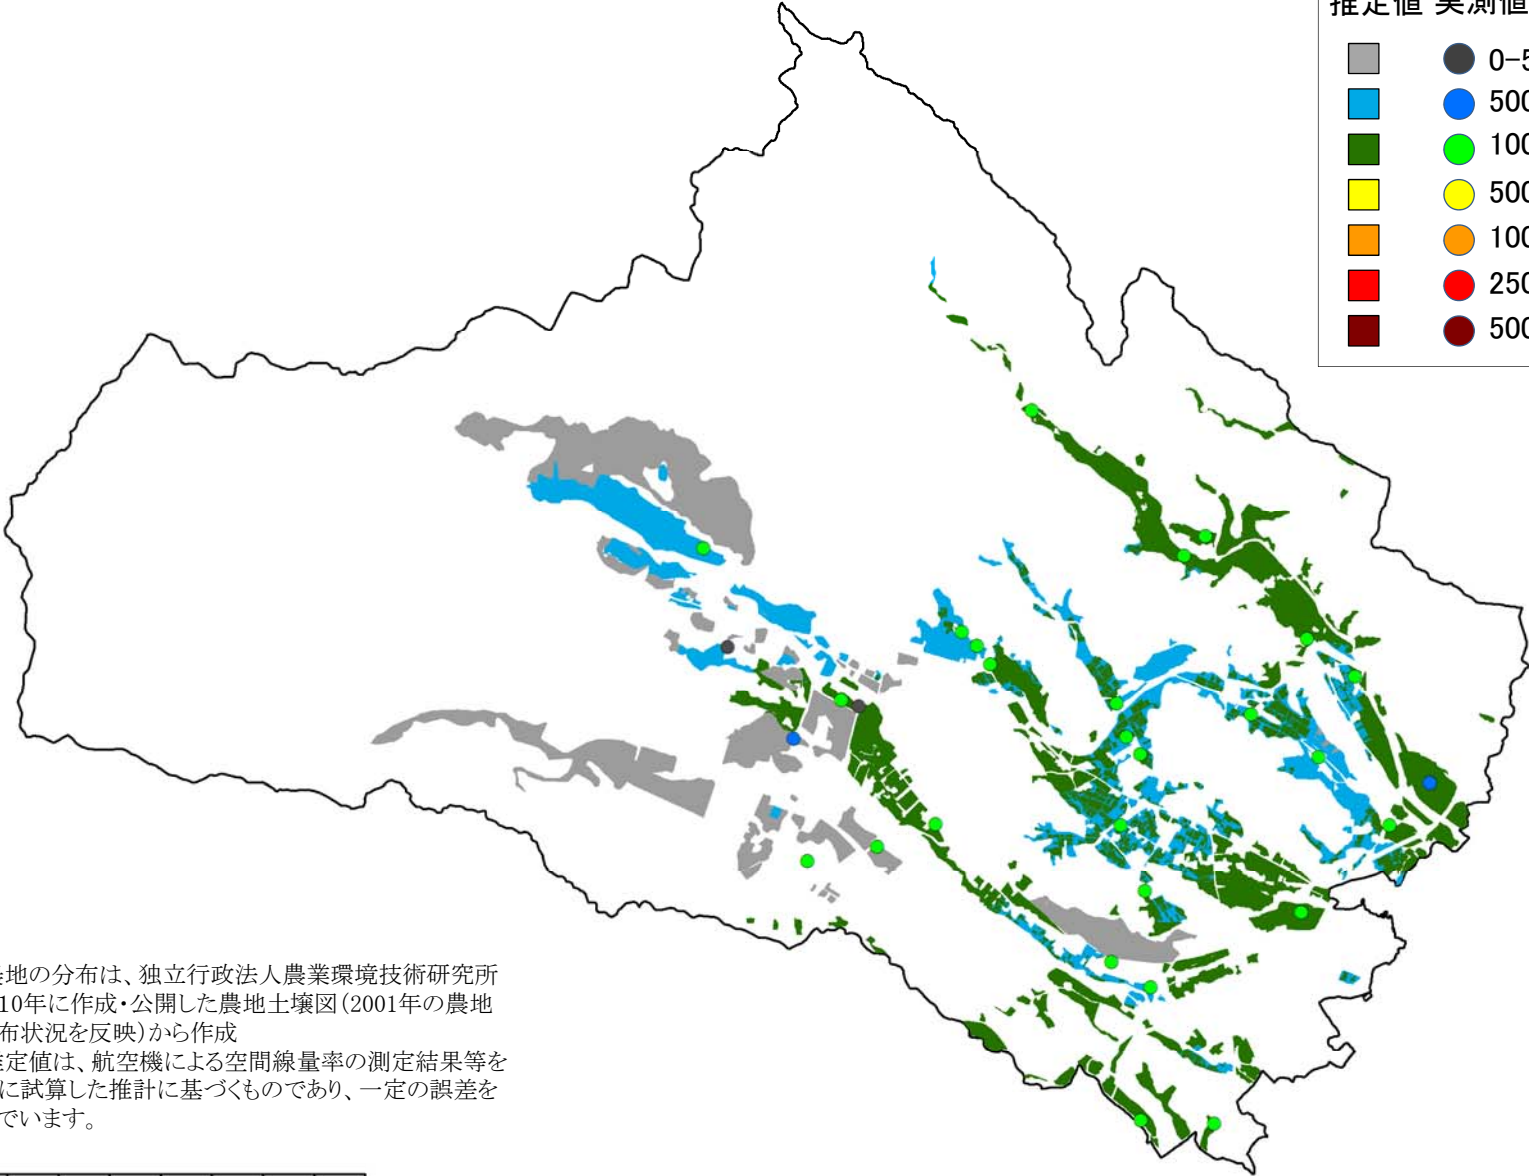 推定値 実測値
0-5
500
100
500
100
250
500
地の分布は、独立行政法人農業環境技術研究所
10年に作成・公開した農地土壌図（2001年の農地
布状況を反映）から作成
定値は、航空機による空間線量率の測定結果等を
に試算した推計に基づくものであり、一定の誤差を
でいます。